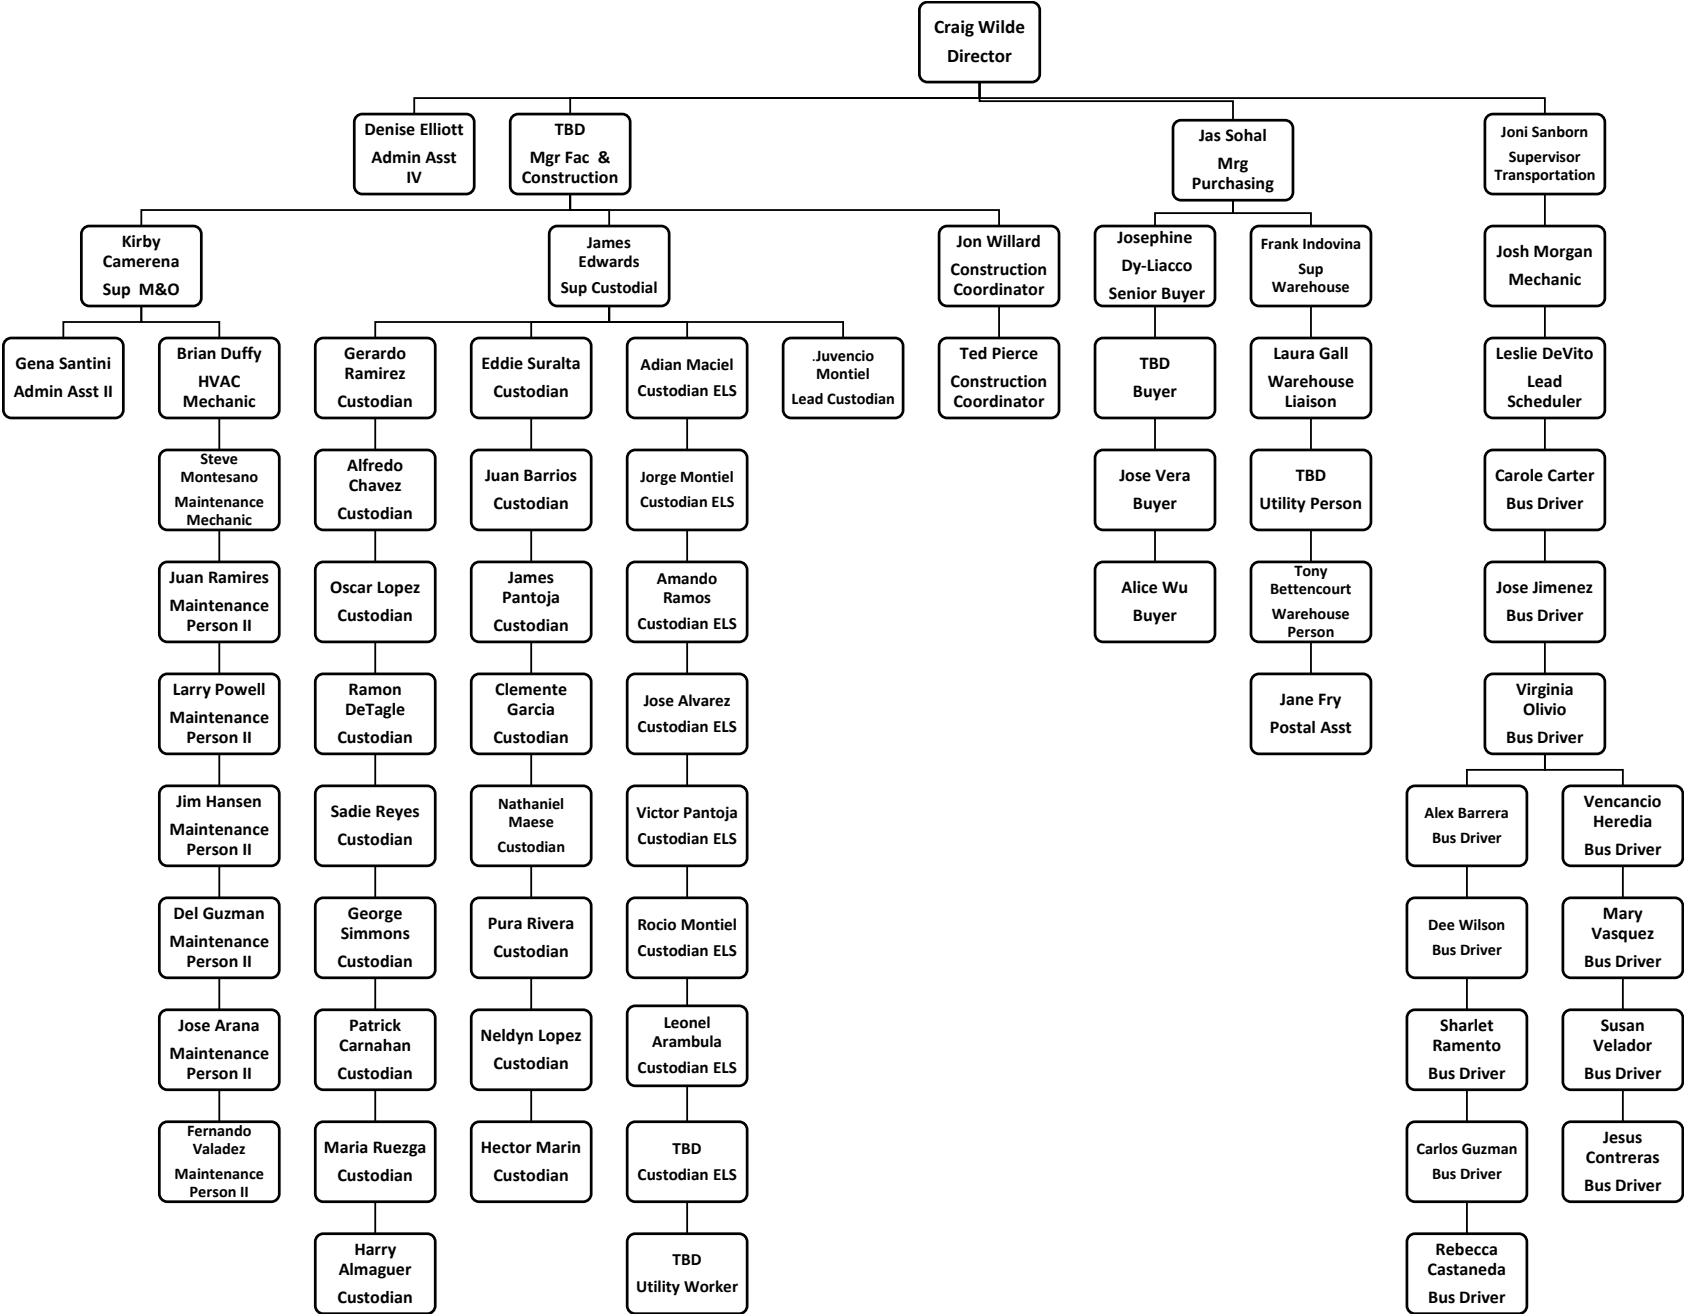 Craig Wilde
Director
Denise Elliott
Admin Asst
IV
TBD
Mgr Fac &
Construction
Jas Sohal
Mrg
Purchasing
Joni Sanborn
Supervisor
Transportation
Kirby
Camerena
Sup M&O
James
Edwards
Sup Custodial
Jon Willard
Construction
Coordinator
Josephine
Dy-Liacco
Senior Buyer
Frank Indovina
Sup
Warehouse
Josh Morgan
Mechanic
Gena Santini
Admin Asst II
Brian Duffy
HVAC
Mechanic
Gerardo
Ramirez
Custodian
Eddie Suralta
Custodian
Adian Maciel
Custodian ELS
.Juvencio
Montiel
Lead Custodian
Ted Pierce
Construction
Coordinator
TBD
Buyer
Laura Gall
Warehouse
Liaison
Leslie DeVito
Lead
Scheduler
Steve
Montesano
Maintenance
Mechanic
Alfredo
Chavez
Custodian
Juan Barrios
Custodian
Jorge Montiel
Custodian ELS
Jose Vera
Buyer
TBD
Utility Person
Carole Carter
Bus Driver
Juan Ramires
Maintenance
Person II
Oscar Lopez
Custodian
James
Pantoja
Custodian
Amando
Ramos
Custodian ELS
Alice Wu
Buyer
Tony
Bettencourt
Warehouse
Person
Jose Jimenez
Bus Driver
Larry Powell
Maintenance
Person II
Ramon
DeTagle
Custodian
Clemente
Garcia
Custodian
Jose Alvarez
Custodian ELS
Jane Fry
Postal Asst
Virginia
Olivio
Bus Driver
Jim Hansen
Maintenance
Person II
Sadie Reyes
Custodian
Nathaniel
Maese
Custodian
Victor Pantoja
Custodian ELS
Alex Barrera
Bus Driver
Vencancio
Heredia
Bus Driver
Del Guzman
Maintenance
Person II
George
Simmons
Custodian
Pura Rivera
Custodian
Rocio Montiel
Custodian ELS
Dee Wilson
Bus Driver
Mary
Vasquez
Bus Driver
Jose Arana
Maintenance
Person II
Patrick
Carnahan
Custodian
Neldyn Lopez
Custodian
Leonel
Arambula
Custodian ELS
Sharlet
Ramento
Bus Driver
Susan
Velador
Bus Driver
Fernando
Valadez
Maintenance
Person II
Maria Ruezga
Custodian
Hector Marin
Custodian
TBD
Custodian ELS
Carlos Guzman
Bus Driver
Jesus
Contreras
Bus Driver
Harry
Almaguer
Custodian
TBD
Utility Worker
Rebecca
Castaneda
Bus Driver